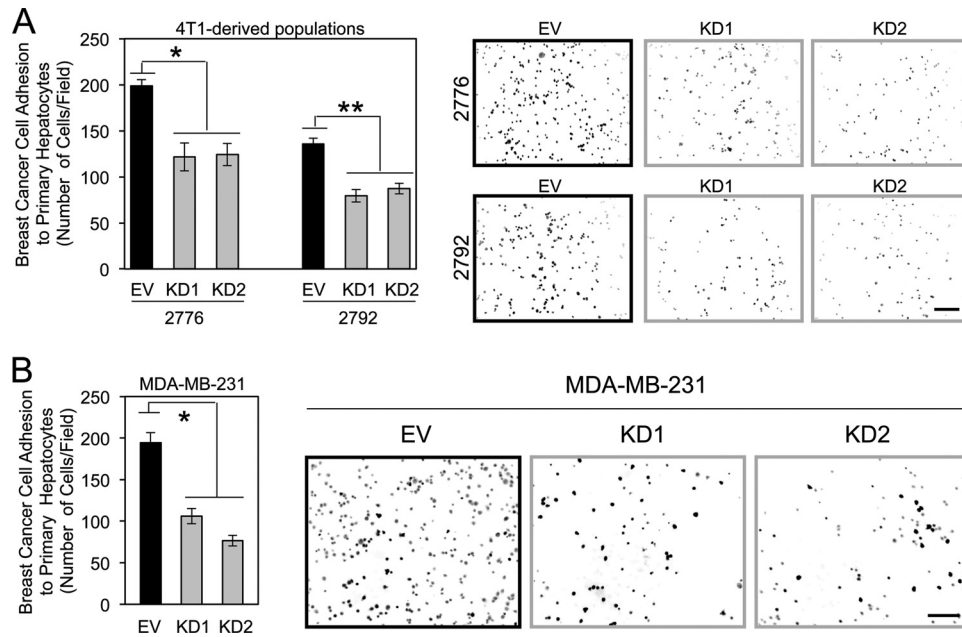 A
4T1-derived populations
Breast Cancer Cell Adhesion
to Primary Hepatocytes
(Number of Cells/Field)
250
200
150
100
50
0
*
**
EV KD1 KD2
2776
EV KD1 KD2
2792
EV KD1 KD2
2776
EV KD1 KD2
2792
B
MDA-MB-231
Breast Cancer Cell Adhesion
to Primary Hepatocytes
(Number of Cells/Field)
250
200
150
100
50
0
*
EV KD1 KD2
MDA-MB-231
EV KD1 KD2